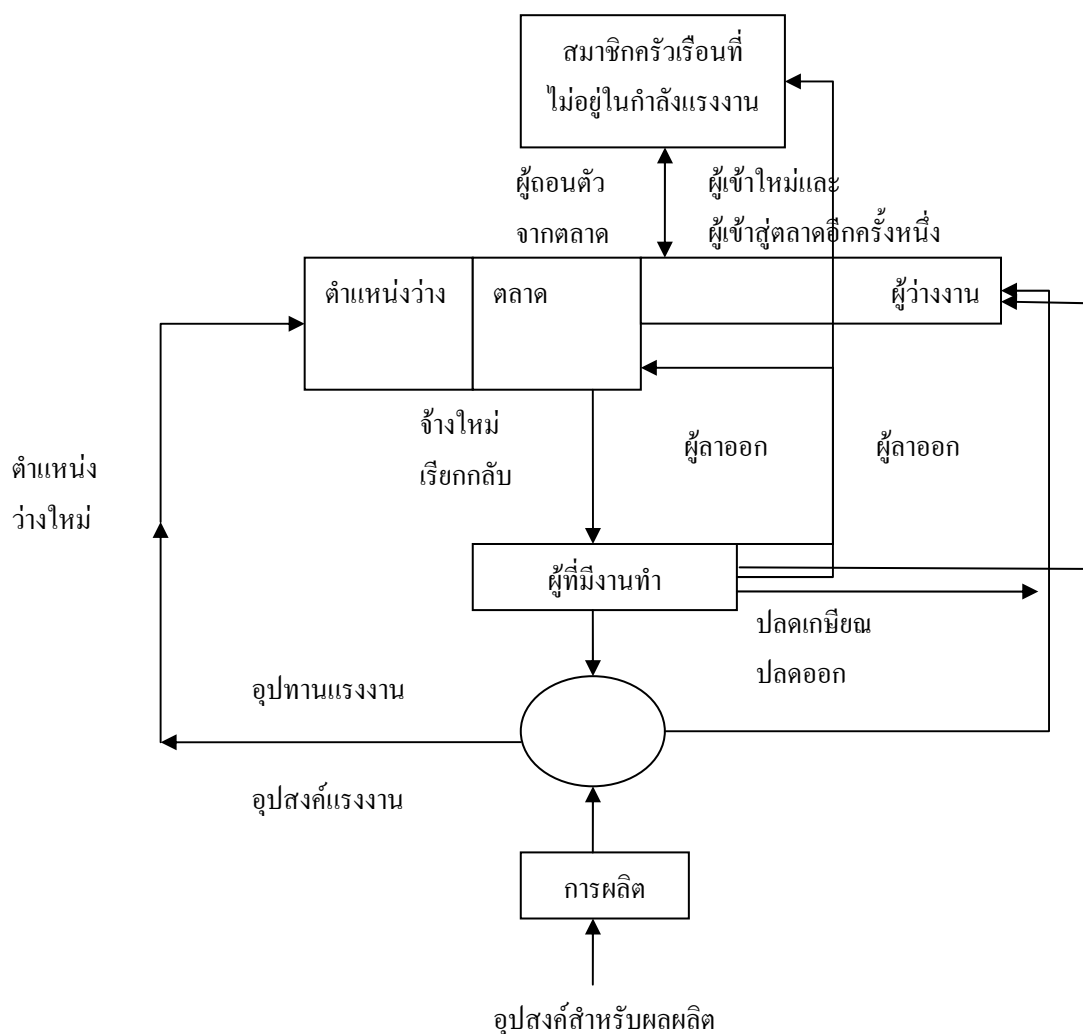 สมาชิกครัวเรือนที่
ไม่อยู่ในกำลังแรงงาน
ผู้ถอนตัว
จากตลาด
ผู้เข้าใหม่และ
ผู้เข้าสู่ตลาดอีกครั้งหนึ่ง
ตำแหน่งว่าง
ตลาด
ผู้ว่างงาน
จ้างใหม่
เรียกกลับ
ผู้ลาออก
ผู้ลาออก
ตำแหน่ง
ว่างใหม่
ผู้ที่มีงานทำ
ปลดเกษียณ
ปลดออก
อุปทานแรงงาน
อุปสงค์แรงงาน
การผลิต
อุปสงค์สำหรับผลผลิต